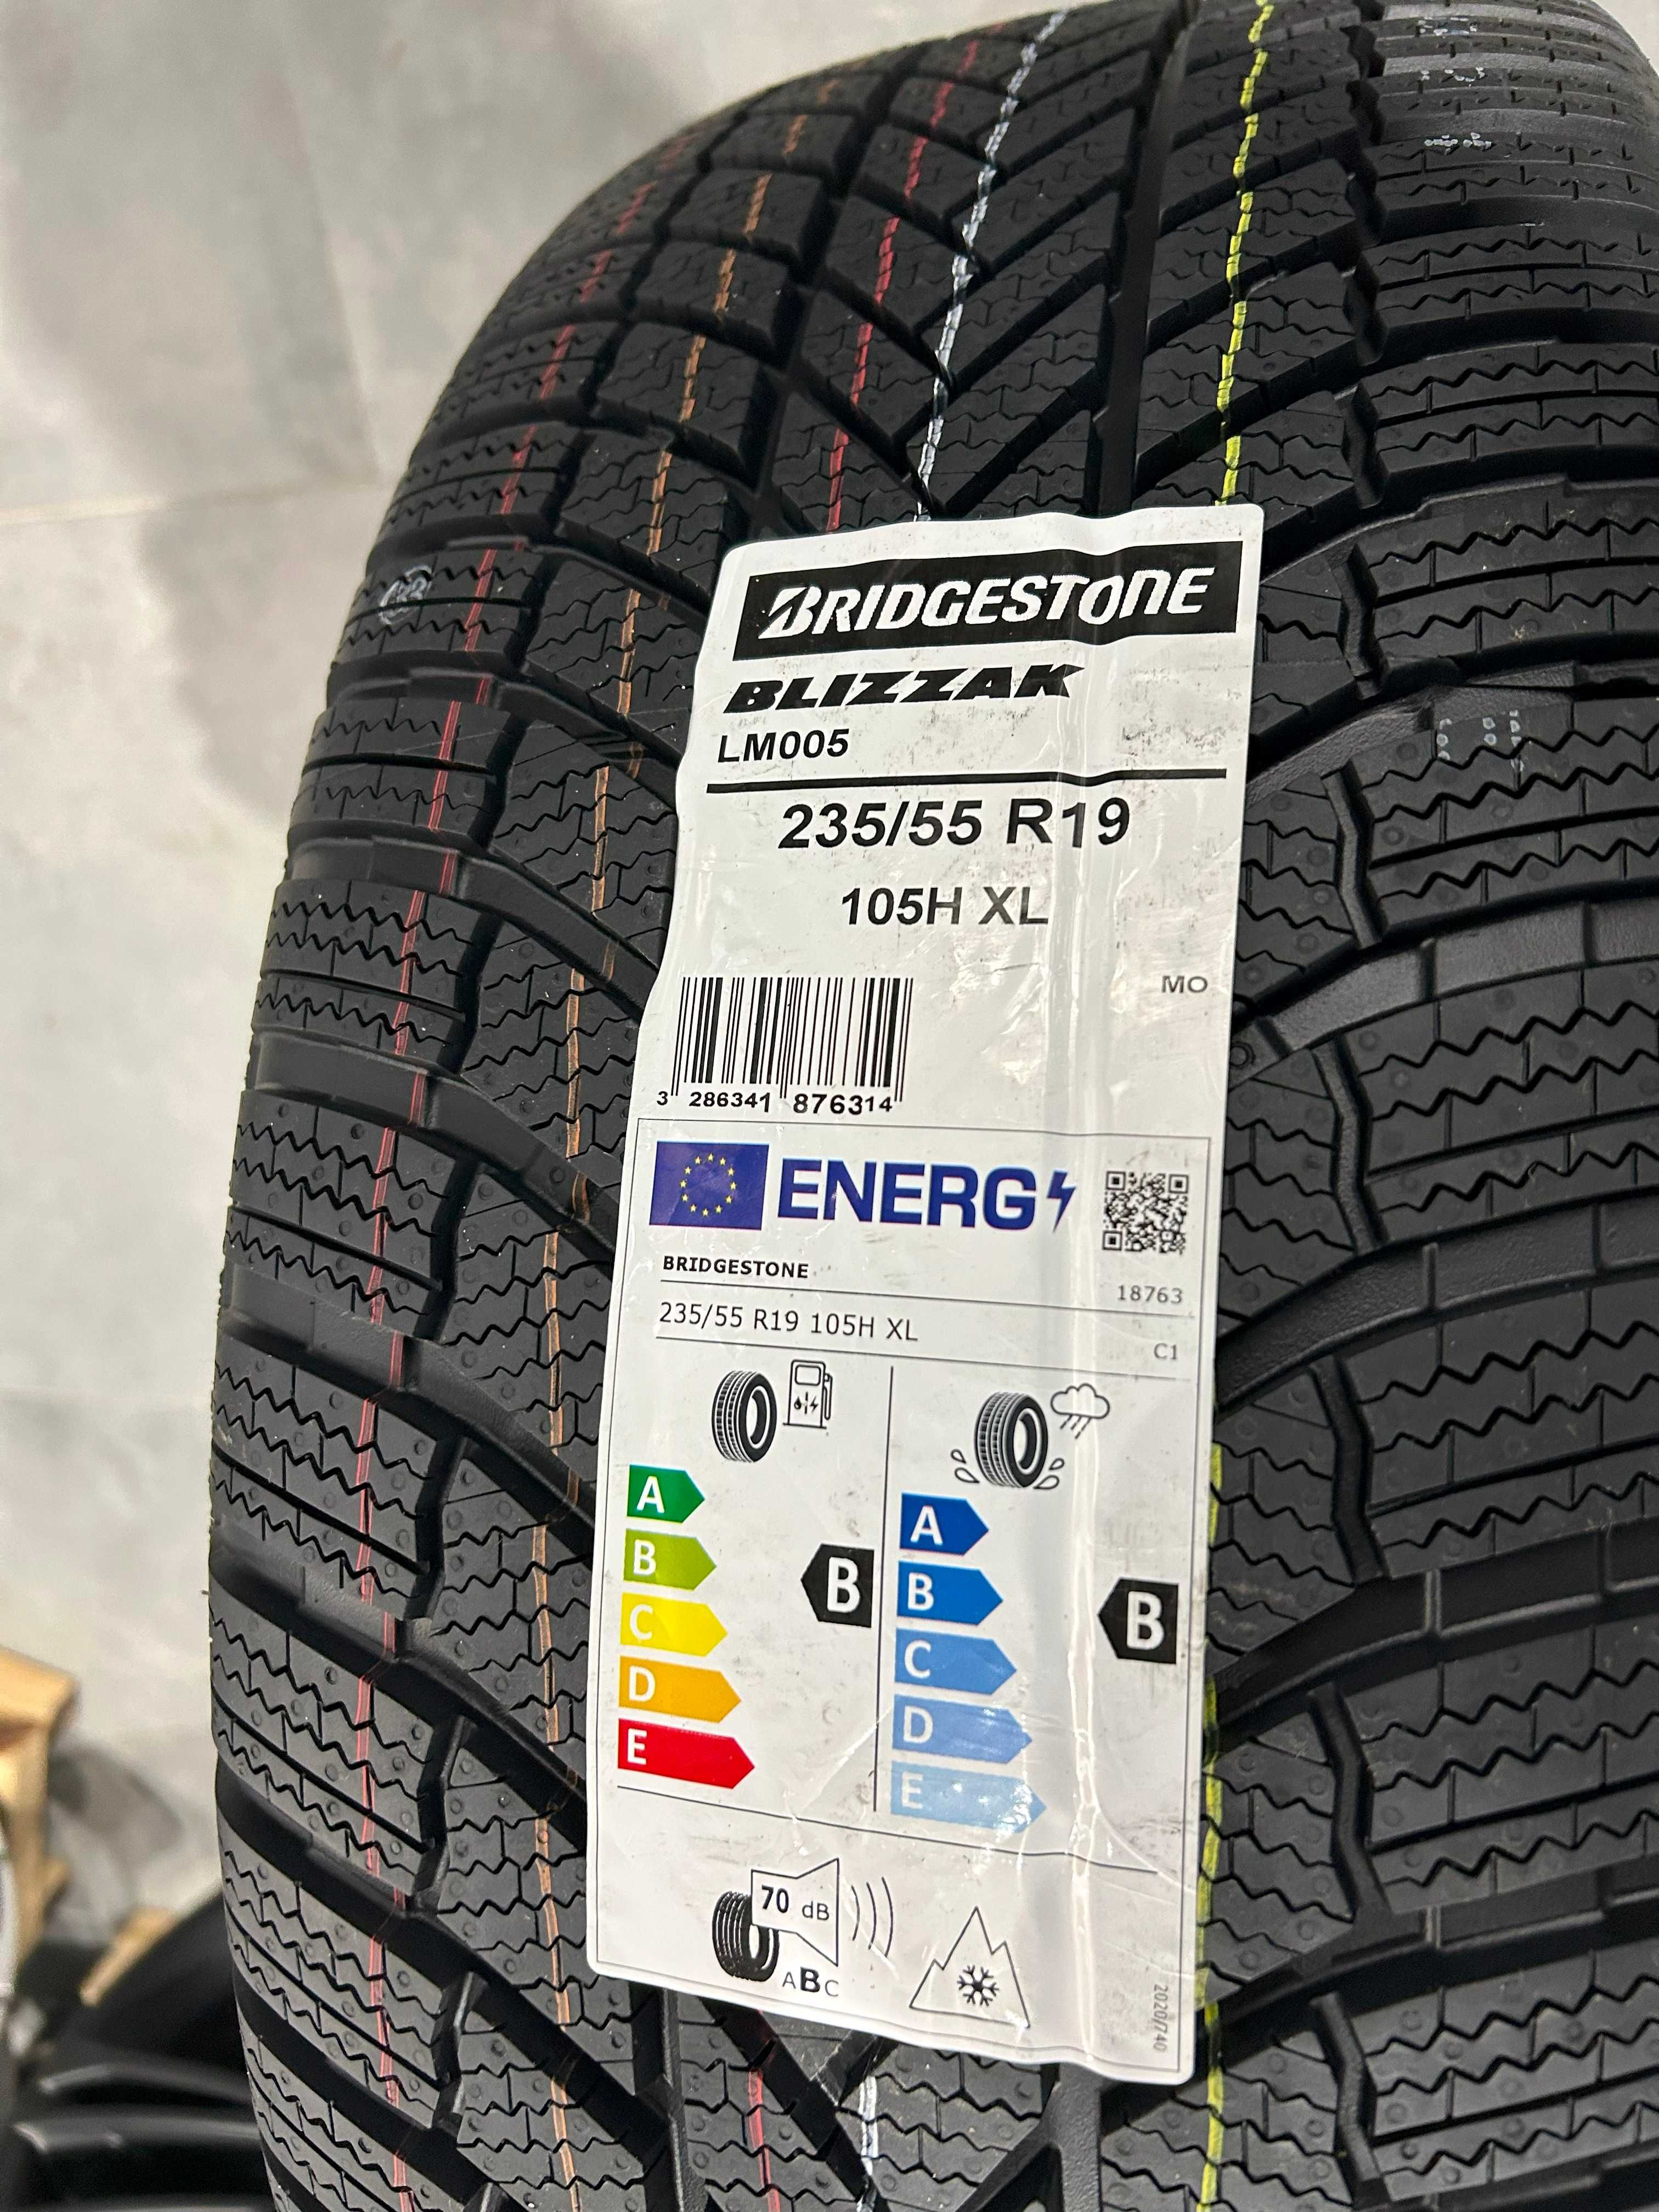 BRIDGESTONE
BLIZZAK
LM005
235/55 R19
105H XL
MO
3 286341 876314
ENERG
BRIDGESTONE
18763
235/55 R19 105H XL
C1
A
B
C
D
E
B
A
B
C
D
E
B
70 dB
ABC
2020/740